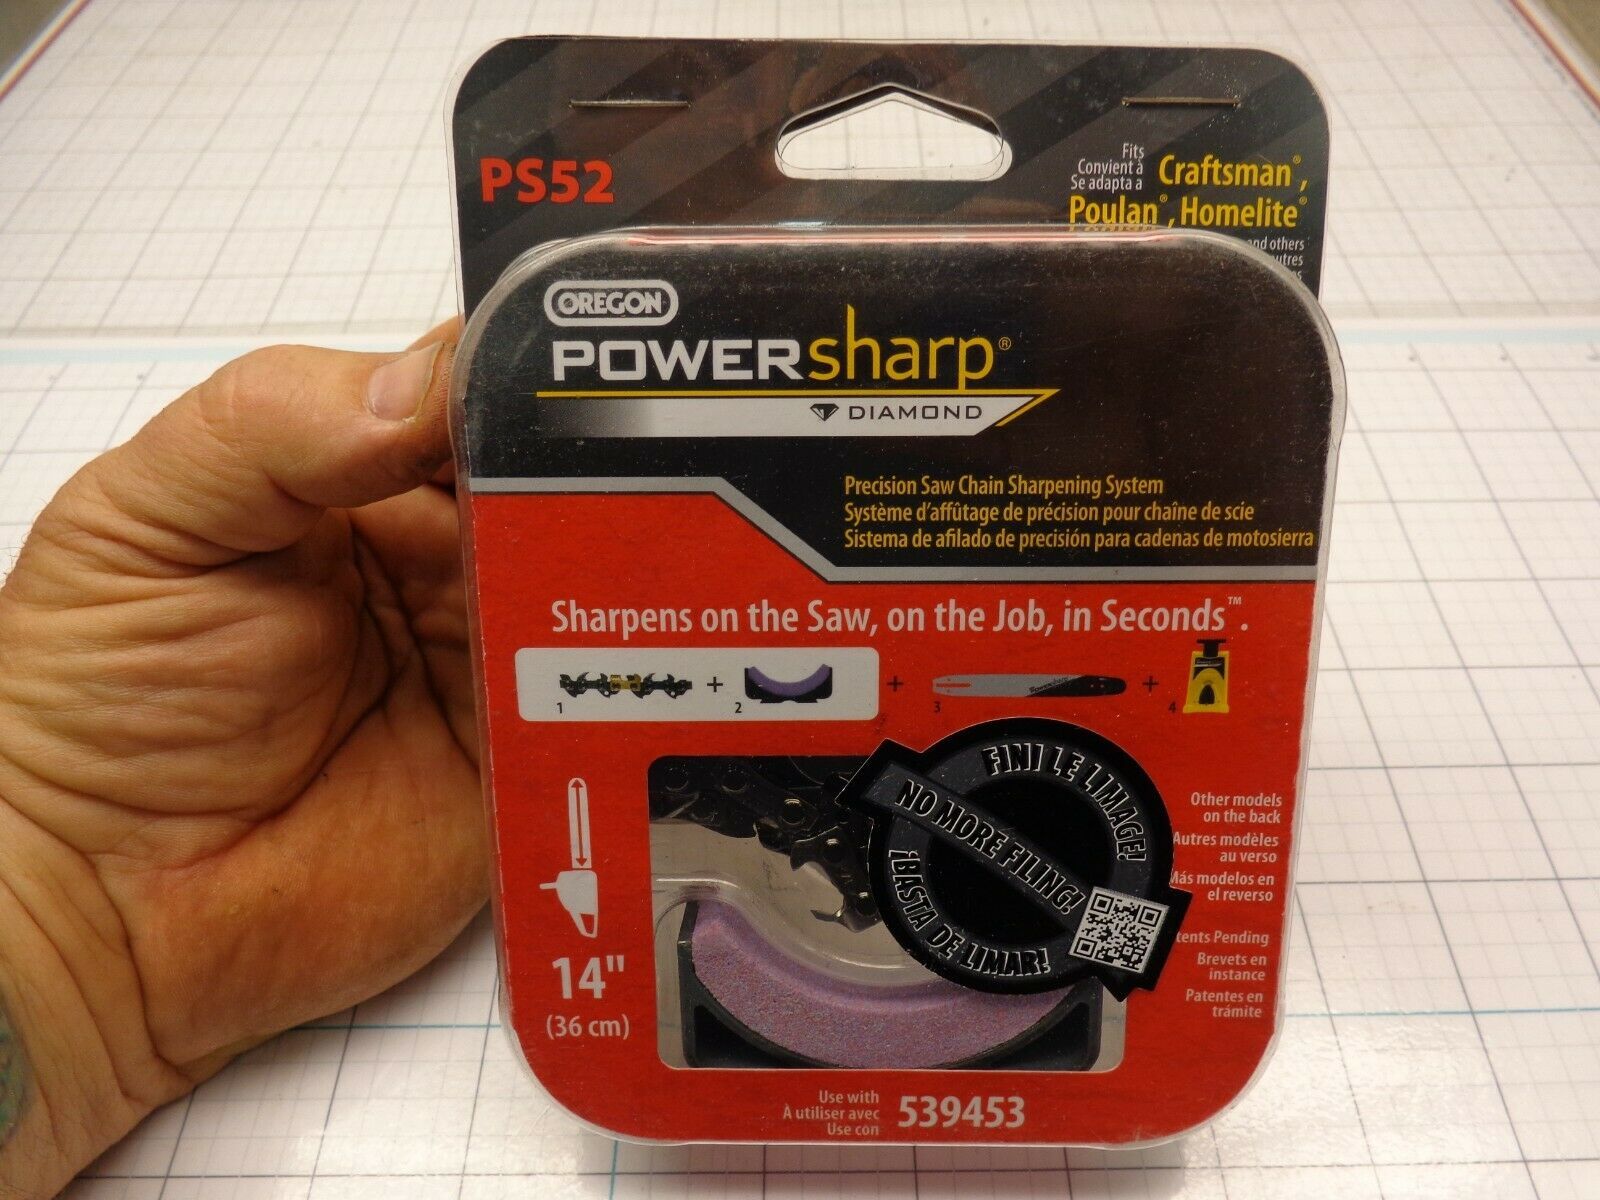 PS52
Fits
Convient à
Se adapta a
Craftsman®,
Poulan®, Homelite®
and others
OREGON
POWERsharp®
DIAMOND
Precision Saw Chain Sharpening System
Système d'affûtage de précision pour chaîne de scie
Sistema de afilado de precisión para cadenas de motosierra
Sharpens on the Saw, on the Job, in Seconds™.
1 + 2 + 3 + 4
FINI LE LIMAGE!
NO MORE FILING!
¡BASTA DE LIMAR!
Other models
on the back
Autres modèles
au verso
Más modelos en
el reverso
Pending
Brevets en
instance
Patentes en
trámite
14"
(36 cm)
Use with
À utiliser avec
Use con
539453